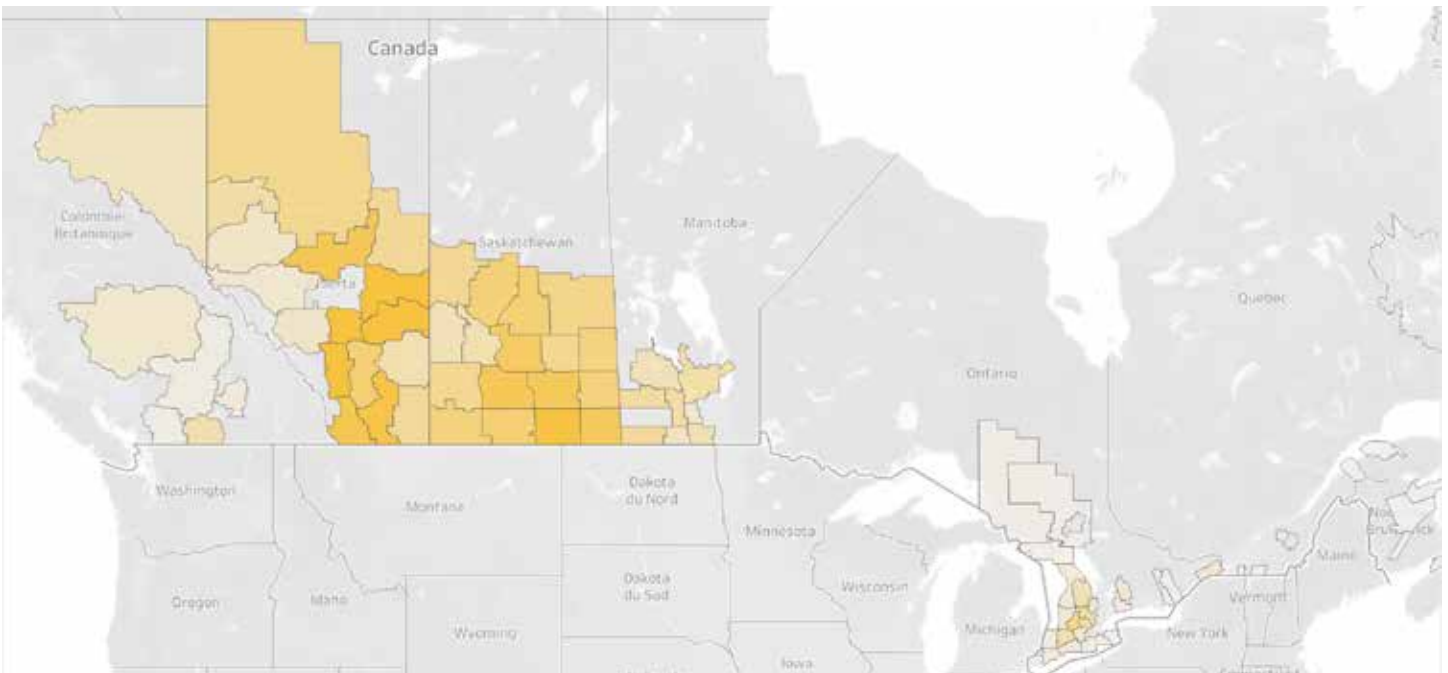 Canada
Colombie-
Britannique
Manitoba
Saskatchewan
erta
Quebec
Ontario
Washington
Dakota
du Nord
Montana
Minnesota
Maine
Oregon
Idaho
Dakota
du Sud
Wisconsin
Vermont
Wyoming
Michigan
New York
Iowa